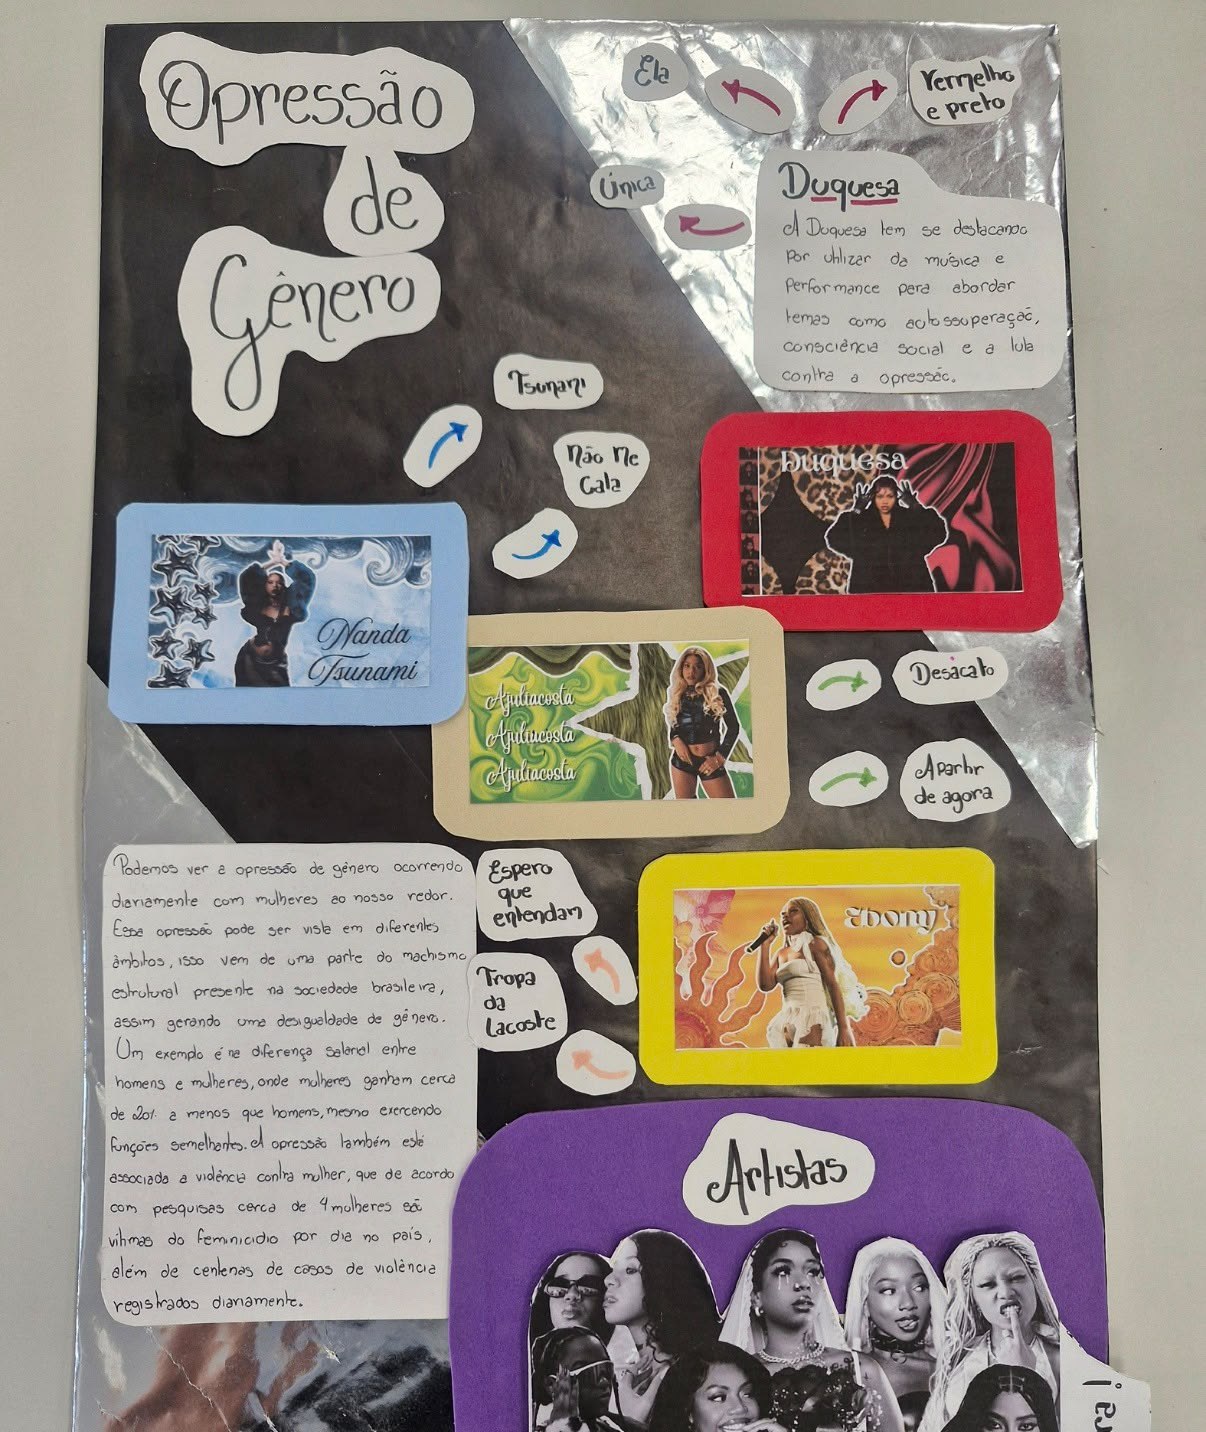 Opressão
de
Gênero
Ela
Vermelho
e preto
Única
Duquesa
A Duquesa tem se destacando
por utilizar da música e
performance para abordar
temas como autossuperação,
consciência social e a luta
contra a opressão.
Tsunami
Não Me
Cala
Duquesa
Nanda
Tsunami
Ajuliacosta
Ajuliacosta
Ajuliacosta
Desacato
Apartir
de agora
Podemos ver a opressão de gênero ocorrendo
diariamente com mulheres ao nosso redor.
Essa opressão pode ser vista em diferentes
âmbitos, isso vem de uma parte do machismo
estrutural presente na sociedade brasileira,
assim gerando uma desigualdade de gênero.
Um exemplo é na diferença salarial entre
homens e mulheres, onde mulheres ganham cerca
de 20% a menos que homens, mesmo exercendo
funções semelhantes. A opressão também está
associada a violência contra mulher, que de acordo
com pesquisas cerca de 4 mulheres são
vítimas do feminicídio por dia no país,
além de centenas de casos de violência
registrados diariamente.
Espero
que
entendam
Tropa
da
Lacoste
Ebony
Artistas